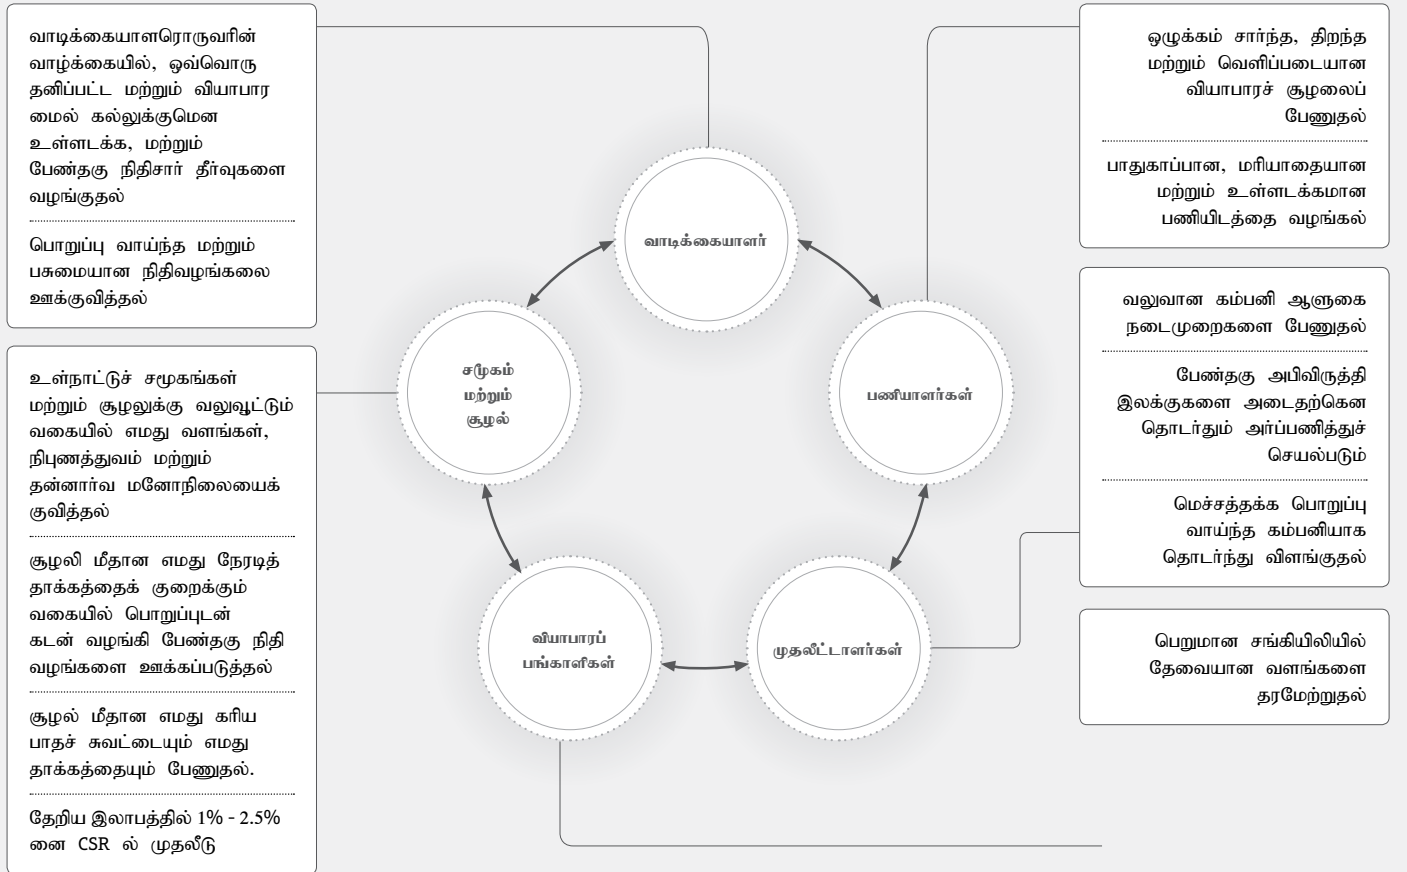 வாடிக்கையாளரொருவரின்
வாழ்க்கையில், ஒவ்வொரு
தனிப்பட்ட மற்றும் வியாபார
மைல் கல்லுக்குமென
உள்ளடக்க, மற்றும்
பேண்தகு நிதிசார் தீர்வுகளை
வழங்குதல்
பொறுப்பு வாய்ந்த மற்றும்
பசுமையான நிதிவழங்கலை
ஊக்குவித்தல்
உள்நாட்டுச் சமூகங்கள்
மற்றும் சூழலுக்கு வலுவூட்டும்
வகையில் எமது வளங்கள்,
நிபுணத்துவம் மற்றும்
தன்னார்வ மனோநிலையைக்
குவித்தல்
சூழலி மீதான எமது நேரடித்
தாக்கத்தைக் குறைக்கும்
வகையில் பொறுப்புடன்
கடன் வழங்கி பேண்தகு நிதி
வழங்களை ஊக்கப்படுத்தல்
சூழல் மீதான எமது கரிய
பாதச் சுவட்டையும் எமது
தாக்கத்தையும் பேணுதல்.
தேறிய இலாபத்தில் 1% - 2.5%
னை CSR ல் முதலீடு
வாடிக்கையாளர்
சமூகம்
மற்றும்
சூழல்
பணியாளர்கள்
வியாபாரப்
பங்காளிகள்
முதலீட்டாளர்கள்
ஒழுக்கம் சார்ந்த, திறந்த
மற்றும் வெளிப்படையான
வியாபாரச் சூழலைப்
பேணுதல்
பாதுகாப்பான, மரியாதையான
மற்றும் உள்ளடக்கமான
பணியிடத்தை வழங்கல்
வலுவான கம்பனி ஆளுகை
நடைமுறைகளை பேணுதல்
பேண்தகு அபிவிருத்தி
இலக்குகளை அடைதற்கென
தொடர்தும் அர்ப்பணித்துச்
செயல்படும்
மெச்சத்தக்க பொறுப்பு
வாய்ந்த கம்பனியாக
தொடர்ந்து விளங்குதல்
பெறுமான சங்கியிலியில்
தேவையான வளங்களை
தரமேற்றுதல்